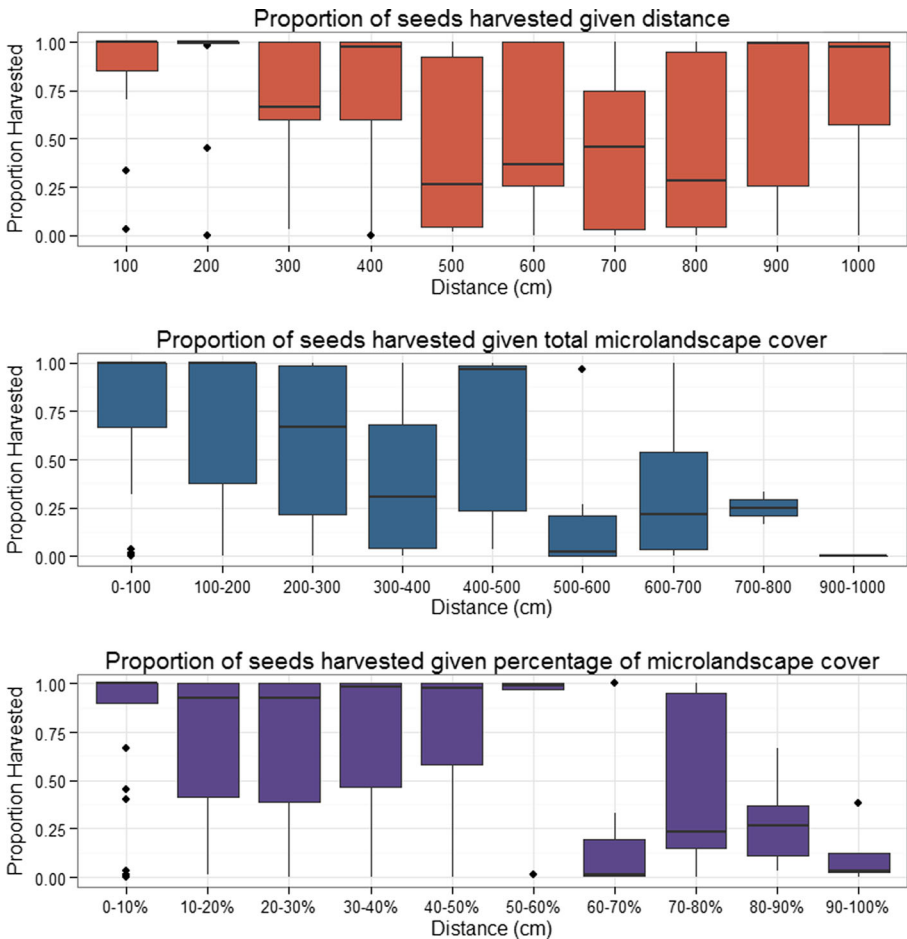 Proportion of seeds harvested given distance
Proportion Harvested
1.00
0.75
0.50
0.25
0.00
100 200 300 400 500 600 700 800 900 1000
Distance (cm)
Proportion of seeds harvested given total microlandscape cover
Proportion Harvested
1.00
0.75
0.50
0.25
0.00
0-100 100-200 200-300 300-400 400-500 500-600 600-700 700-800 900-1000
Distance (cm)
Proportion of seeds harvested given percentage of microlandscape cover
Proportion Harvested
1.00
0.75
0.50
0.25
0.00
0-10% 10-20% 20-30% 30-40% 40-50% 50-60% 60-70% 70-80% 80-90% 90-100%
Distance (cm)